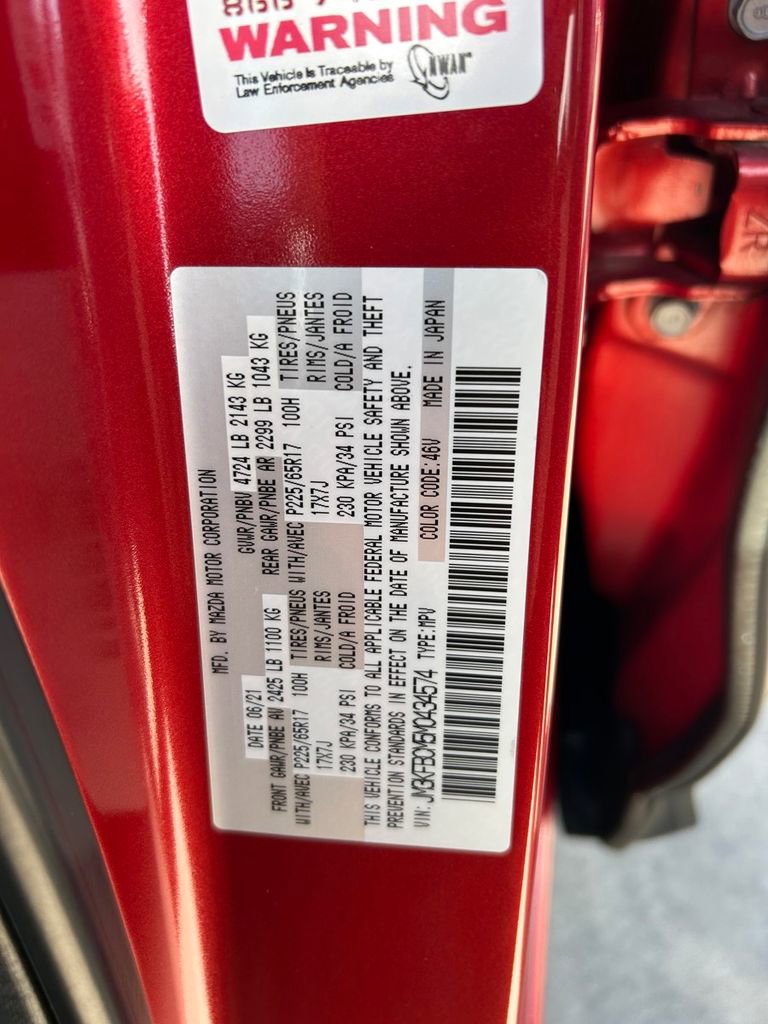 WARNING
This Vehicle Is Traceable by
Law Enforcement Agencies
NWAN
MFD. BY MAZDA MOTOR CORPORATION
DATE 06/21 GVWR/PNBV 4724 LB 2143 KG
FRONT GAWR/PNBE AV 2425 LB 1100 KG REAR GAWR/PNBE AR 2299 LB 1043 KG
WITH/AVEC P225/65R17 100H TIRES/PNEUS WITH/AVEC P225/65R17 100H TIRES/PNEUS
17X7J RIMS/JANTES 17X7J RIMS/JANTES
230 KPA/34 PSI COLD/A FROID 230 KPA/34 PSI COLD/A FROID
THIS VEHICLE CONFORMS TO ALL APPLICABLE FEDERAL MOTOR VEHICLE SAFETY AND THEFT
PREVENTION STANDARDS IN EFFECT ON THE DATE OF MANUFACTURE SHOWN ABOVE.
VIN: JM3KFBCM5M0434574 TYPE:MPV COLOR CODE:46V MADE IN JAPAN
ZR